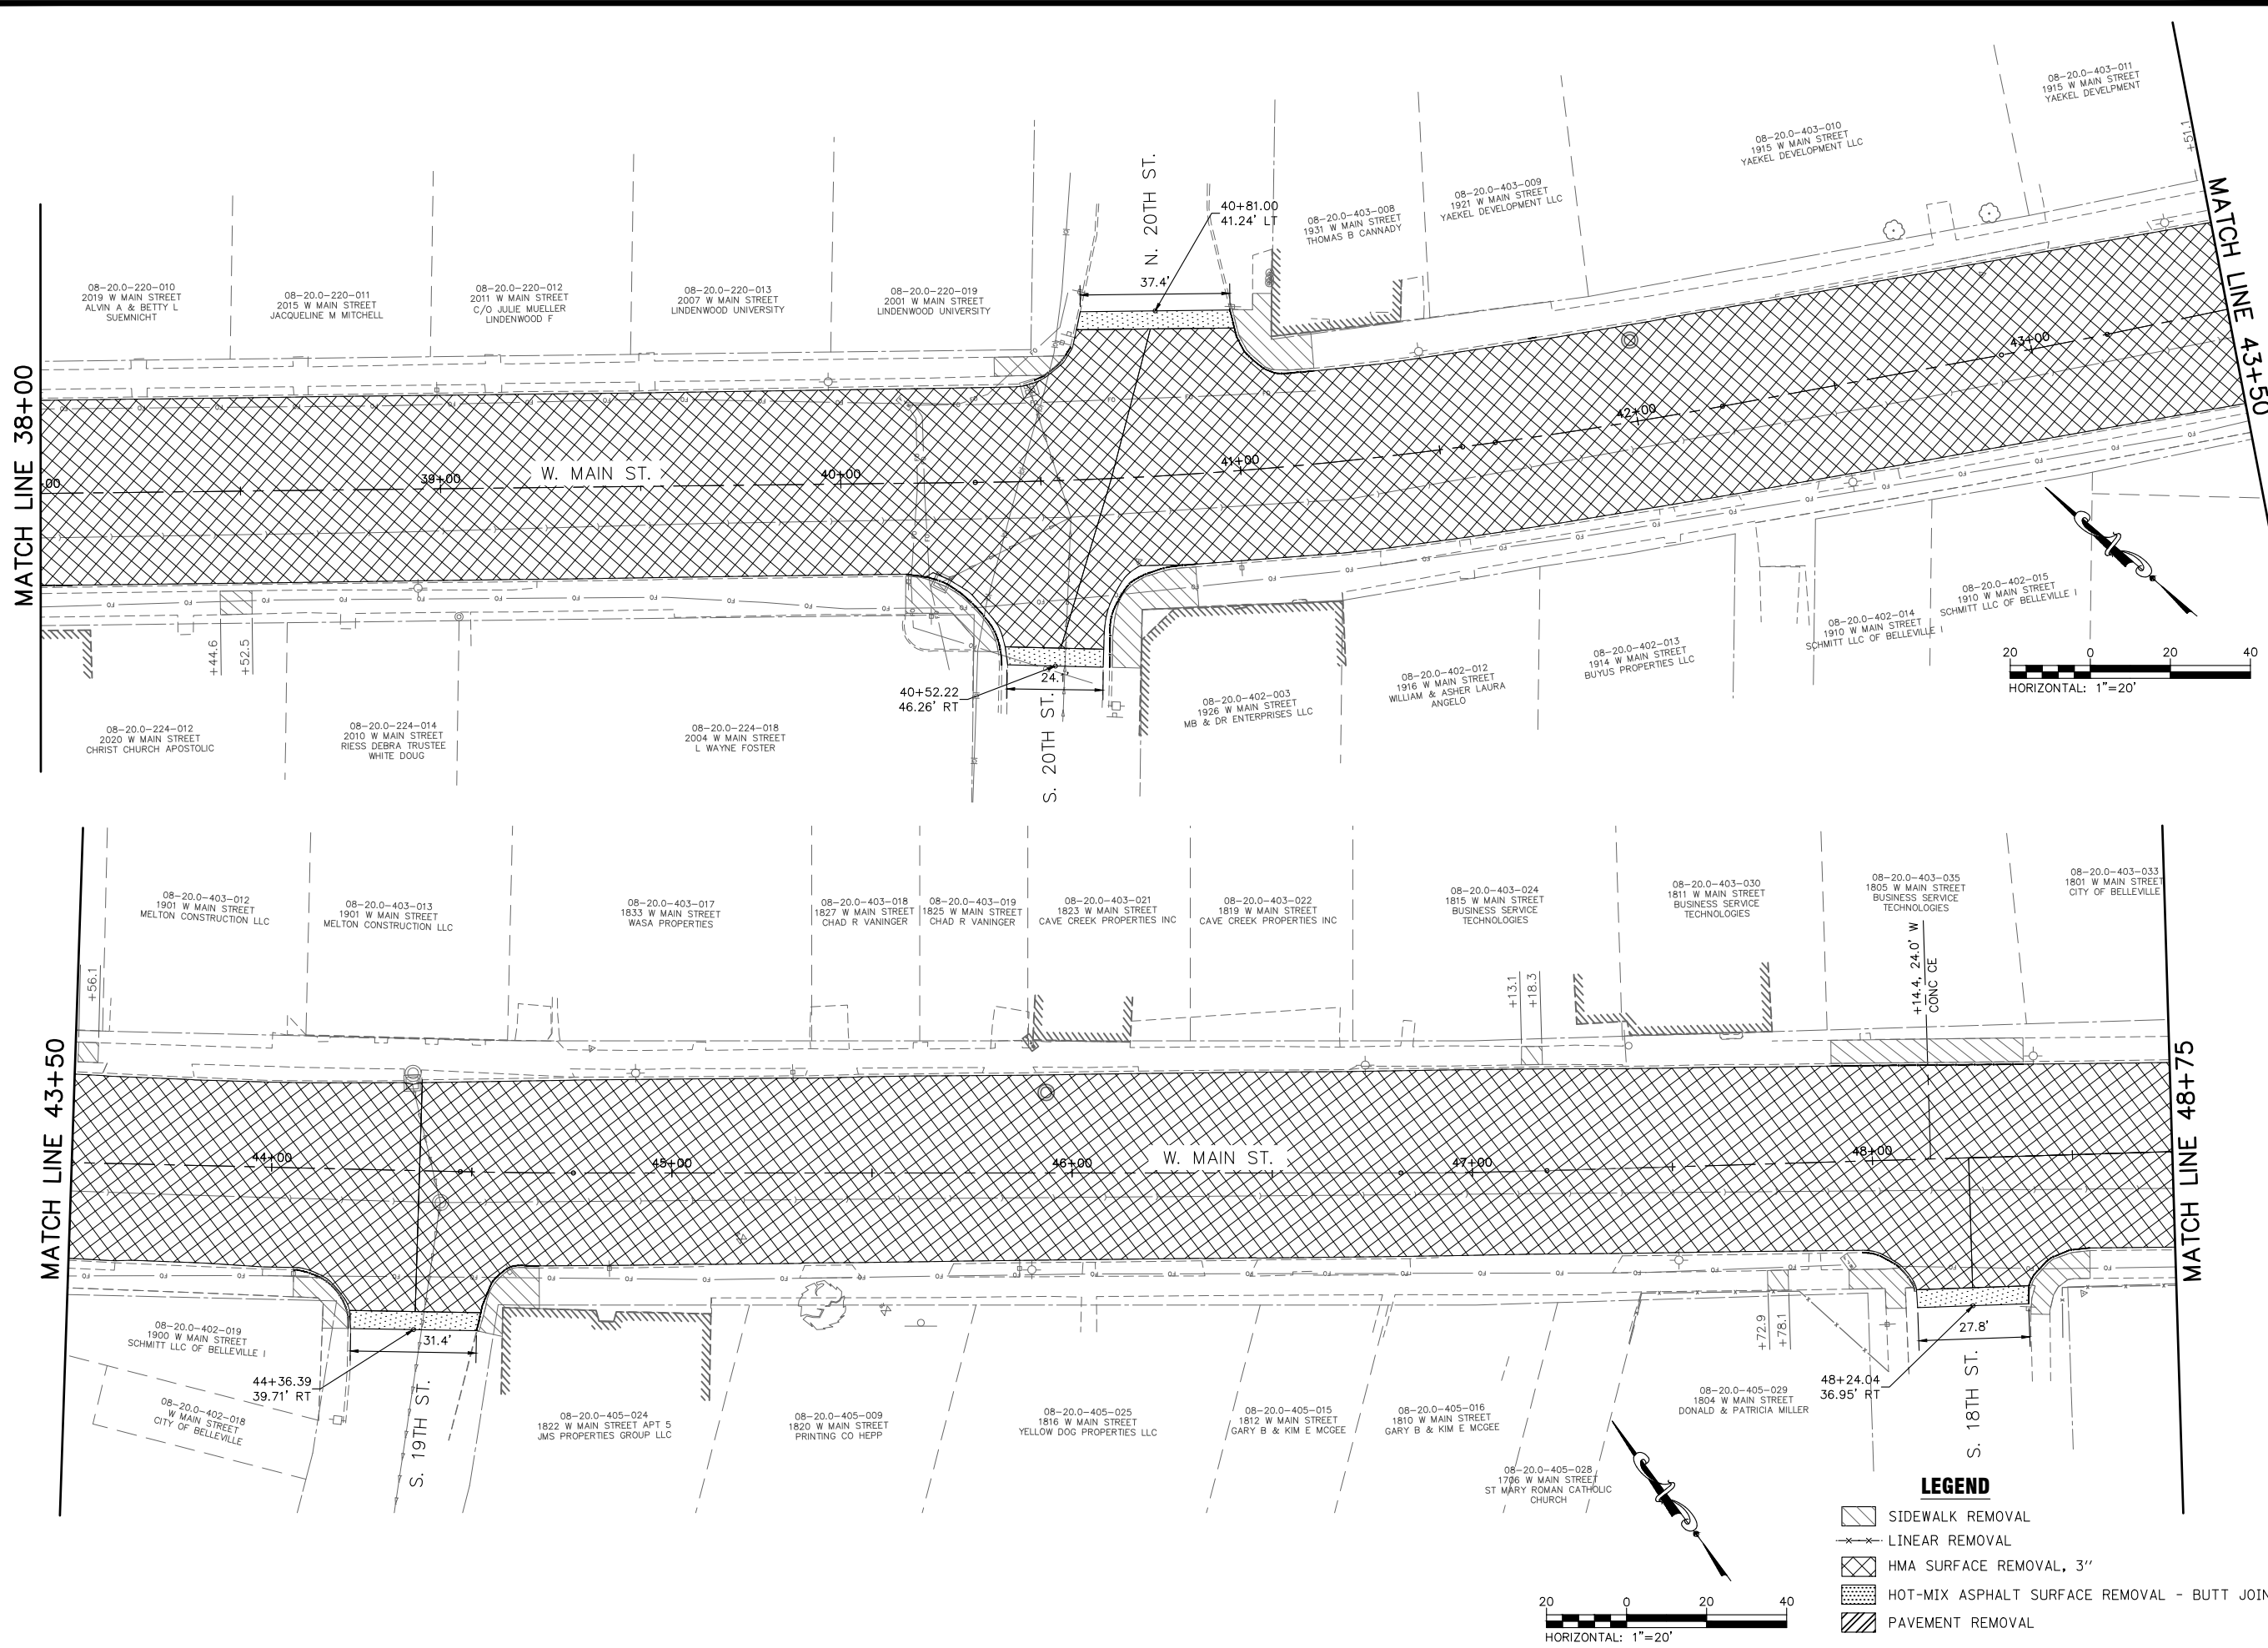 MATCH LINE 38+00
08-20.0-220-010
2019 W MAIN STREET
ALVIN A & BETTY L
SUEMNICHT
08-20.0-220-011
2015 W MAIN STREET
JACQUELINE M MITCHELL
08-20.0-220-012
2011 W MAIN STREET
C/O JULIE MUELLER
LINDENWOOD F
08-20.0-220-013
2007 W MAIN STREET
LINDENWOOD UNIVERSITY
08-20.0-220-019
2001 W MAIN STREET
LINDENWOOD UNIVERSITY
N. 20TH ST.
40+81.00
41.24' LT
37.4'
08-20.0-403-008
1931 W MAIN STREET
THOMAS B CANNADY
08-20.0-403-009
1921 W MAIN STREET
YAEKEL DEVELOPMENT LLC
08-20.0-403-010
1915 W MAIN STREET
YAEKEL DEVELOPMENT LLC
08-20.0-403-011
1915 W MAIN STREET
YAEKEL DEVELPMENT
+51.1
MATCH LINE 43+50
00
39+00
W. MAIN ST.
40+00
41+00
42+00
43+00
+44.6
+52.5
08-20.0-224-012
2020 W MAIN STREET
CHRIST CHURCH APOSTOLIC
08-20.0-224-014
2010 W MAIN STREET
RIESS DEBRA TRUSTEE
WHITE DOUG
08-20.0-224-018
2004 W MAIN STREET
L WAYNE FOSTER
40+52.22
46.26' RT
24.1'
S. 20TH ST.
08-20.0-402-003
1926 W MAIN STREET
MB & DR ENTERPRISES LLC
08-20.0-402-012
1916 W MAIN STREET
WILLIAM & ASHER LAURA
ANGELO
08-20.0-402-013
1914 W MAIN STREET
BUYUS PROPERTIES LLC
08-20.0-402-014
1910 W MAIN STREET
SCHMITT LLC OF BELLEVILLE I
08-20.0-402-015
1910 W MAIN STREET
SCHMITT LLC OF BELLEVILLE I
20 0 20 40
HORIZONTAL: 1"=20'
MATCH LINE 43+50
+56.1
08-20.0-403-012
1901 W MAIN STREET
MELTON CONSTRUCTION LLC
08-20.0-403-013
1901 W MAIN STREET
MELTON CONSTRUCTION LLC
08-20.0-403-017
1833 W MAIN STREET
WASA PROPERTIES
08-20.0-403-018
1827 W MAIN STREET
CHAD R VANINGER
08-20.0-403-019
1825 W MAIN STREET
CHAD R VANINGER
08-20.0-403-021
1823 W MAIN STREET
CAVE CREEK PROPERTIES INC
08-20.0-403-022
1819 W MAIN STREET
CAVE CREEK PROPERTIES INC
08-20.0-403-024
1815 W MAIN STREET
BUSINESS SERVICE
TECHNOLOGIES
+13.1
+18.3
08-20.0-403-030
1811 W MAIN STREET
BUSINESS SERVICE
TECHNOLOGIES
08-20.0-403-035
1805 W MAIN STREET
BUSINESS SERVICE
TECHNOLOGIES
+14.4, 24.0' W
CONC CE
08-20.0-403-033
1801 W MAIN STREET
CITY OF BELLEVILLE
MATCH LINE 48+75
44+00
45+00
46+00
W. MAIN ST.
47+00
48+00
08-20.0-402-019
1900 W MAIN STREET
SCHMITT LLC OF BELLEVILLE I
08-20.0-402-018
W MAIN STREET
CITY OF BELLEVILLE
44+36.39
39.71' RT
31.4'
S. 19TH ST.
08-20.0-405-024
1822 W MAIN STREET APT 5
JMS PROPERTIES GROUP LLC
08-20.0-405-009
1820 W MAIN STREET
PRINTING CO HEPP
08-20.0-405-025
1816 W MAIN STREET
YELLOW DOG PROPERTIES LLC
08-20.0-405-015
1812 W MAIN STREET
GARY B & KIM E MCGEE
08-20.0-405-016
1810 W MAIN STREET
GARY B & KIM E MCGEE
08-20.0-405-028
1706 W MAIN STREET
ST MARY ROMAN CATHOLIC
CHURCH
08-20.0-405-029
1804 W MAIN STREET
DONALD & PATRICIA MILLER
+72.9
+78.1
48+24.04
36.95' RT
27.8'
S. 18TH ST.
20 0 20 40
HORIZONTAL: 1"=20'
LEGEND
SIDEWALK REMOVAL
LINEAR REMOVAL
HMA SURFACE REMOVAL, 3"
HOT-MIX ASPHALT SURFACE REMOVAL - BUTT JOIN
PAVEMENT REMOVAL